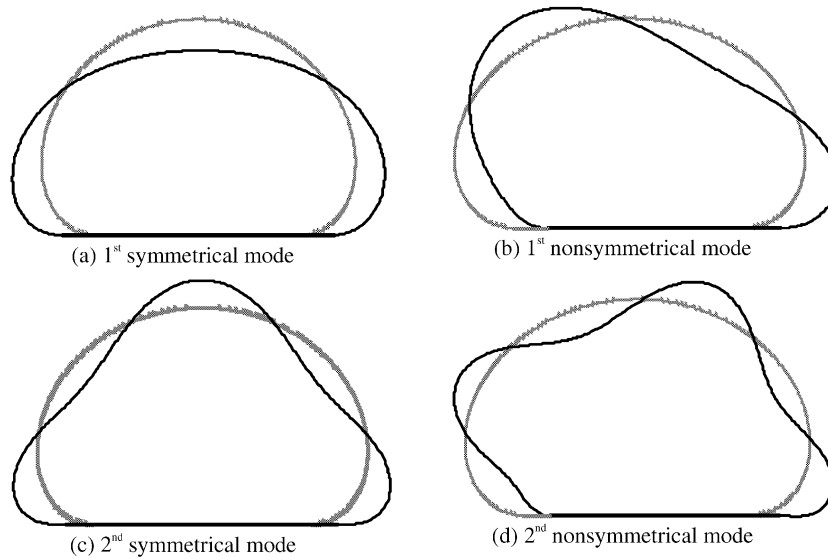 (a) 1st symmetrical mode
(b) 1st nonsymmetrical mode
(c) 2nd symmetrical mode
(d) 2nd nonsymmetrical mode